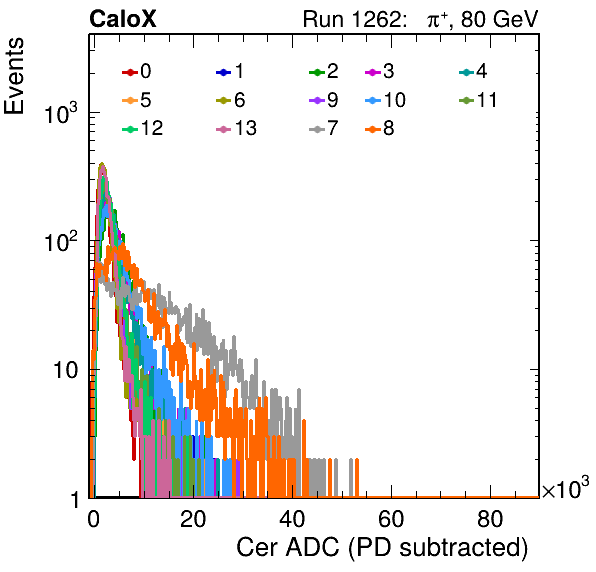 CaloX Run 1262: π⁺, 80 GeV
Events
0 1 2 3 4
5 6 9 10 11
12 13 7 8
10³
10²
10
1
0 20 40 60 80 ×10³
Cer ADC (PD subtracted)